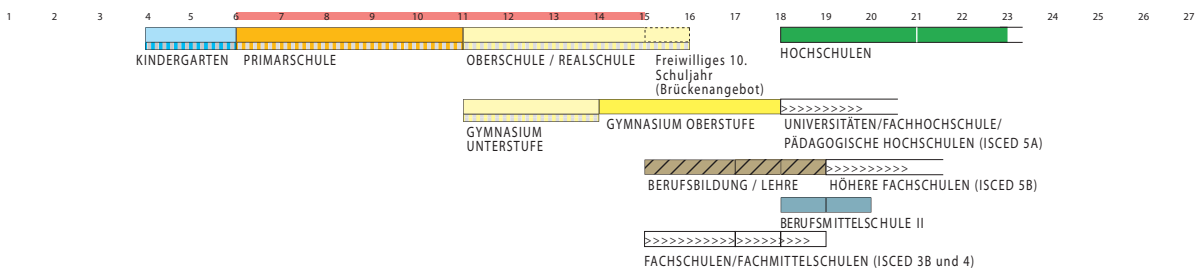 1 2 3 4 5 6 7 8 9 10 11 12 13 14 15 16 17 18 19 20 21 22 23 24 25 26 27
KINDERGARTEN
PRIMARSCHULE
OBERSCHULE / REALSCHULE
Freiwilliges 10.
Schuljahr
(Brückenangebot)
HOCHSCHULEN
GYMNASIUM
UNTERSTUFE
GYMNASIUM OBERSTUFE
>>>>>>>>>>
UNIVERSITÄTEN/FACHHOCHSCHULE/
PÄDAGOGISCHE HOCHSCHULEN (ISCED 5A)
BERUFSBILDUNG / LEHRE
>>>>>>>>>>
HÖHERE FACHSCHULEN (ISCED 5B)
BERUFSMITTELSCHULE II
>>>>>>>>>>>>>>>>>>>>
FACHSCHULEN/FACHMITTELSCHULEN (ISCED 3B und 4)